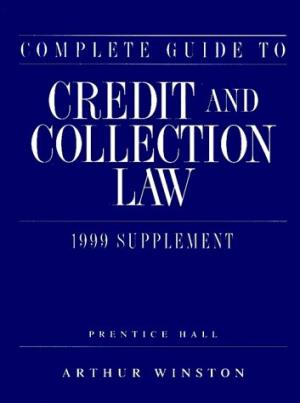 COMPLETE GUIDE TO
CREDIT AND
COLLECTION
LAW
1999 SUPPLEMENT
PRENTICE HALL
ARTHUR WINSTON